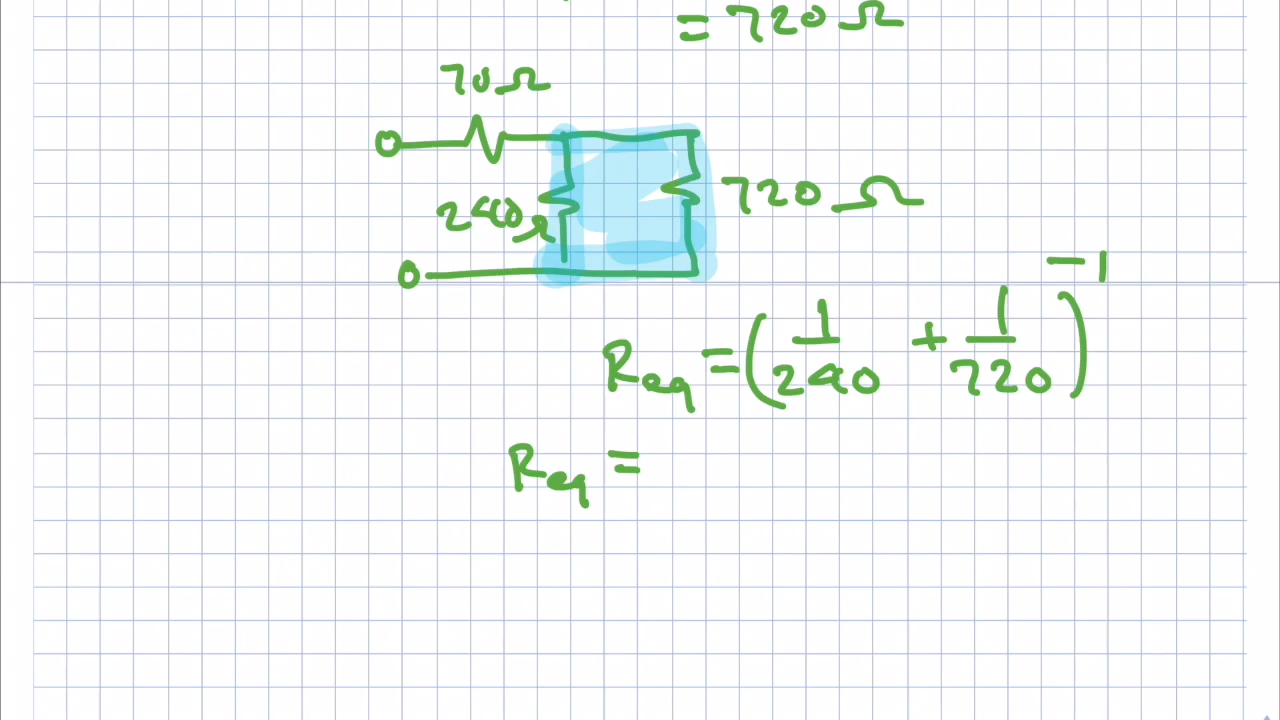 = 720 Ω
70 Ω
240 Ω
720 Ω
Req = (1/240 + 1/720)^-1
Req =